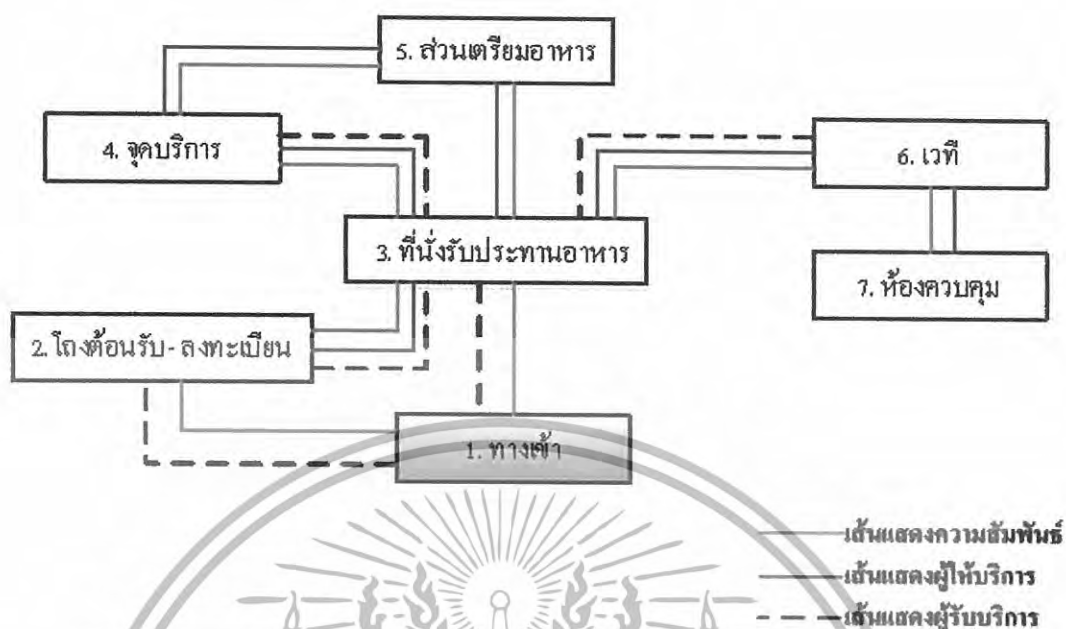 5. ส่วนเตรียมอาหาร
4. จุดบริการ
6. เวที
3. ที่นั่งรับประทานอาหาร
7. ห้องควบคุม
2. โถงต้อนรับ - ลงทะเบียน
1. ทางเข้า
เส้นแสดงความสัมพันธ์
เส้นแสดงผู้ให้บริการ
เส้นแสดงผู้รับบริการ